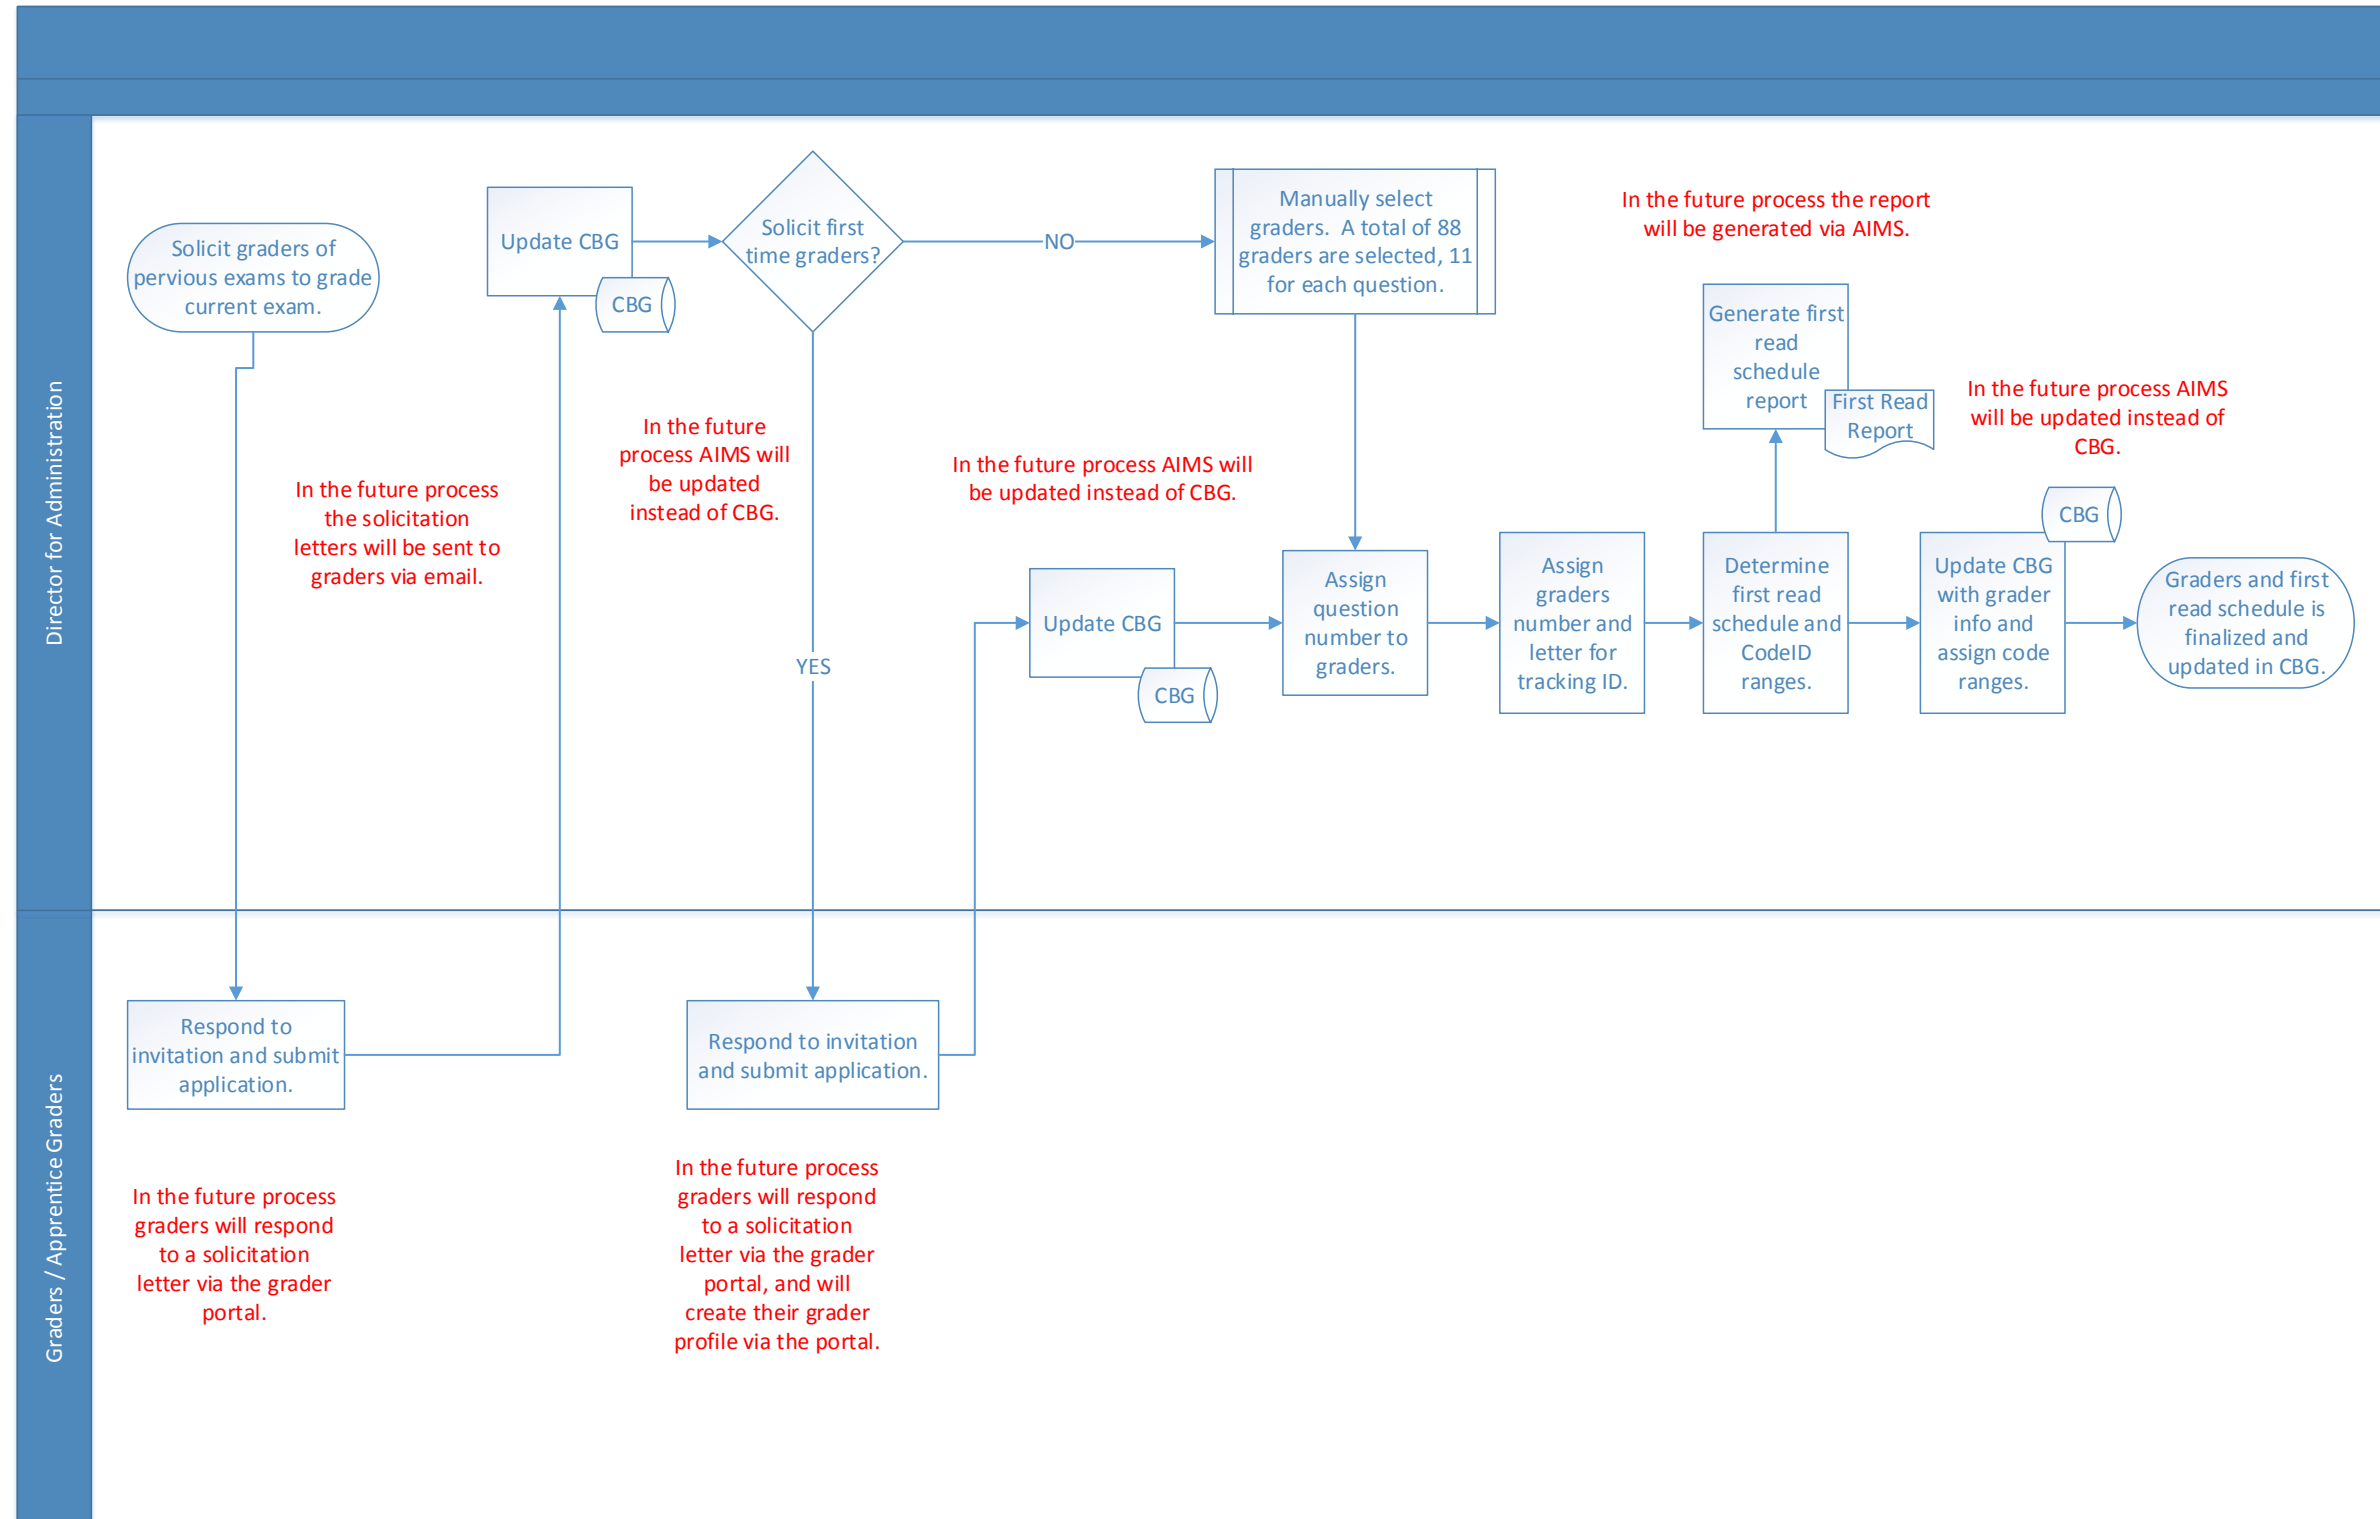 Director for Administration
Solicit graders of
pervious exams to grade
current exam.
In the future process
the solicitation
letters will be sent to
graders via email.
Update CBG
CBG
In the future
process AIMS will
be updated
instead of CBG.
Solicit first
time graders?
NO
YES
Manually select
graders. A total of 88
graders are selected, 11
for each question.
In the future process AIMS will
be updated instead of CBG.
Update CBG
CBG
Assign
question
number to
graders.
Assign
graders
number and
letter for
tracking ID.
In the future process the report
will be generated via AIMS.
Generate first
read
schedule
report
First Read
Report
Determine
first read
schedule and
CodeID
ranges.
In the future process AIMS
will be updated instead of
CBG.
CBG
Update CBG
with grader
info and
assign code
ranges.
Graders and first
read schedule is
finalized and
updated in CBG.
Graders / Apprentice Graders
Respond to
invitation and submit
application.
In the future process
graders will respond
to a solicitation
letter via the grader
portal.
Respond to invitation
and submit application.
In the future process
graders will respond
to a solicitation
letter via the grader
portal, and will
create their grader
profile via the portal.